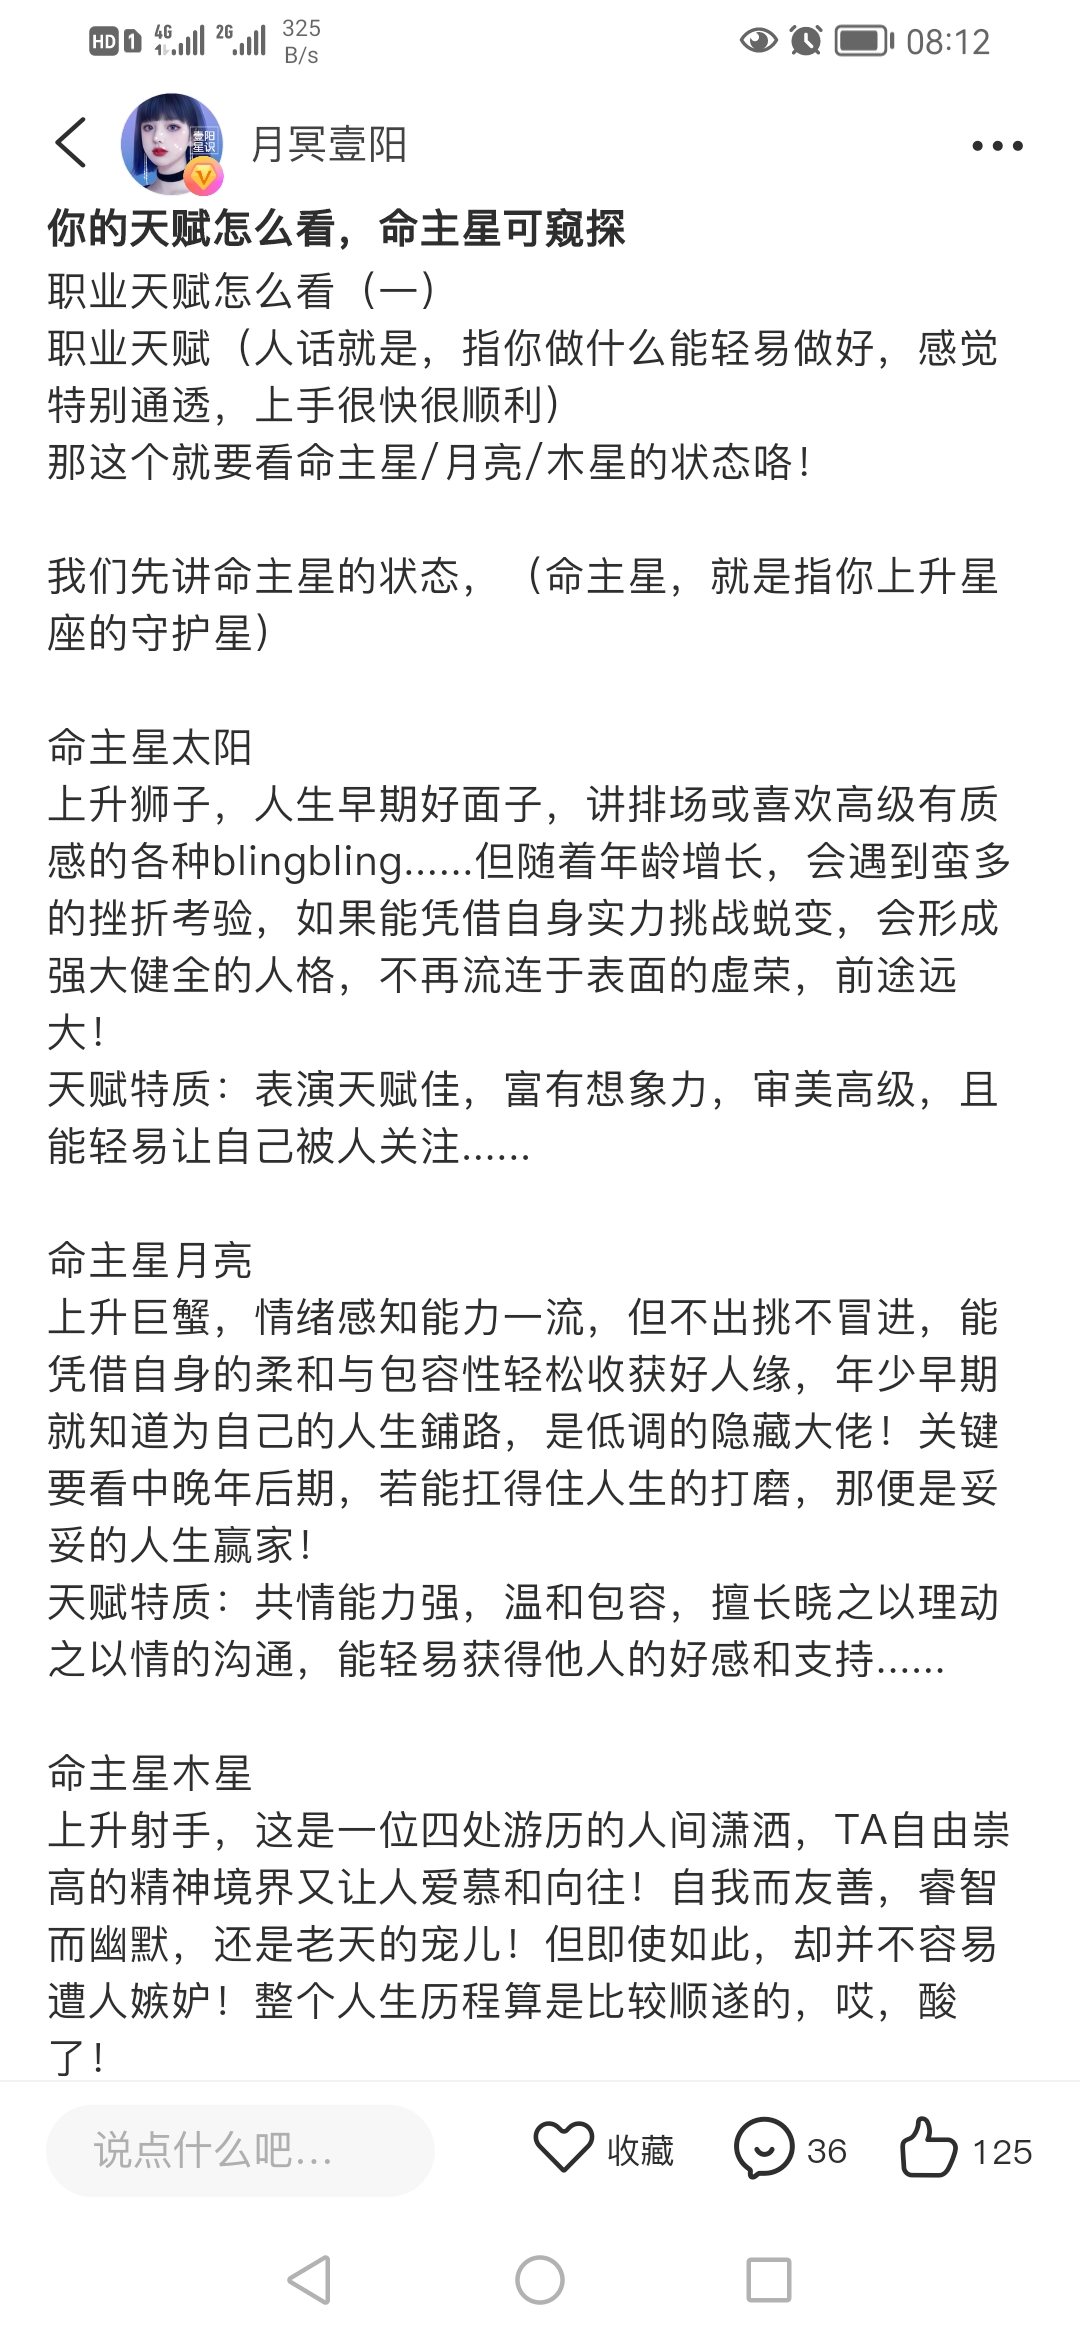 HD 1 4G 2G 325 B/s 08:12
壹阳
星识
月冥壹阳
你的天赋怎么看，命主星可窥探
职业天赋怎么看（一）
职业天赋（人话就是，指你做什么能轻易做好，感觉
特别通透，上手很快很顺利）
那这个就要看命主星/月亮/木星的状态咯！
我们先讲命主星的状态，（命主星，就是指你上升星
座的守护星）
命主星太阳
上升狮子，人生早期好面子，讲排场或喜欢高级有质
感的各种blingbling......但随着年龄增长，会遇到蛮多
的挫折考验，如果能凭借自身实力挑战蜕变，会形成
强大健全的人格，不再流连于表面的虚荣，前途远
大！
天赋特质：表演天赋佳，富有想象力，审美高级，且
能轻易让自己被人关注......
命主星月亮
上升巨蟹，情绪感知能力一流，但不出挑不冒进，能
凭借自身的柔和与包容性轻松收获好人缘，年少早期
就知道为自己的人生鋪路，是低调的隐藏大佬！关键
要看中晚年后期，若能扛得住人生的打磨，那便是妥
妥的人生赢家！
天赋特质：共情能力强，温和包容，擅长晓之以理动
之以情的沟通，能轻易获得他人的好感和支持......
命主星木星
上升射手，这是一位四处游历的人间潇洒，TA自由崇
高的精神境界又让人爱慕和向往！自我而友善，睿智
而幽默，还是老天的宠儿！但即使如此，却并不容易
遭人嫉妒！整个人生历程算是比较顺遂的，哎，酸
了！
说点什么吧... 收藏 36 125